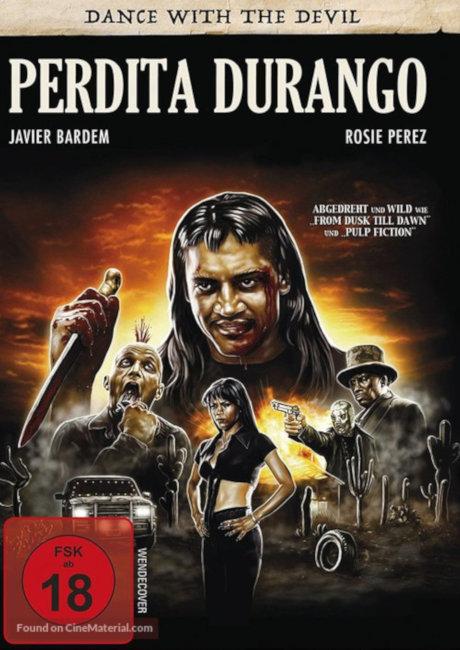 DANCE WITH THE DEVIL
PERDITA DURANGO
JAVIER BARDEM
ROSIE PEREZ
ABGEDREHT UND WILD WIE
„FROM DUSK TILL DAWN"
UND „PULP FICTION"
FSK
ab
18
WENDECOVER
Found on CineMaterial.com